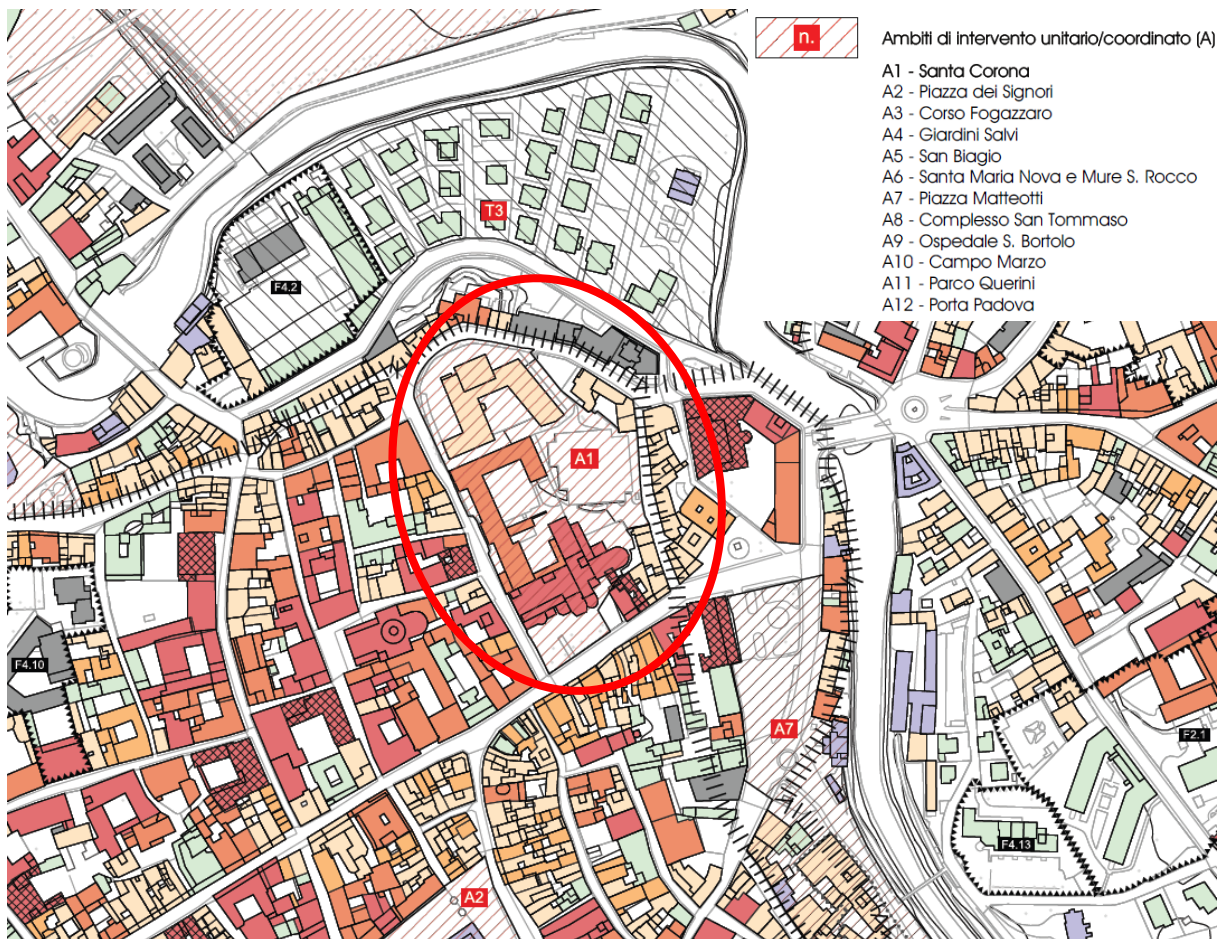 n.
Ambiti di intervento unitario/coordinato (A)
A1 - Santa Corona
A2 - Piazza dei Signori
A3 - Corso Fogazzaro
A4 - Giardini Salvi
A5 - San Biagio
A6 - Santa Maria Nova e Mure S. Rocco
A7 - Piazza Matteotti
A8 - Complesso San Tommaso
A9 - Ospedale S. Bortolo
A10 - Campo Marzo
A11 - Parco Querini
A12 - Porta Padova
T3
F4.2
A1
F4.10
A7
F2.1
F4.13
A2